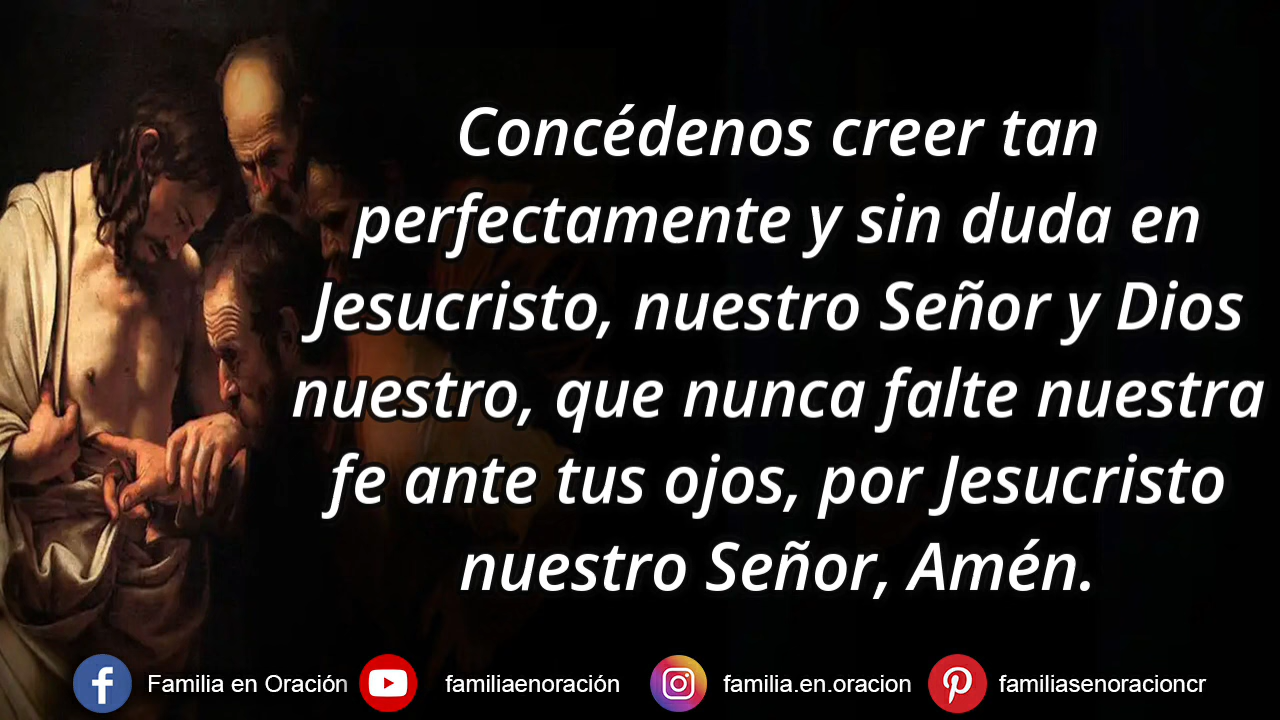 Concédenos creer tan
perfectamente y sin duda en
Jesucristo, nuestro Señor y Dios
nuestro, que nunca falte nuestra
fe ante tus ojos, por Jesucristo
nuestro Señor, Amén.
Familia en Oración familiaenoración familia.en.oracion familiasenoracioncr